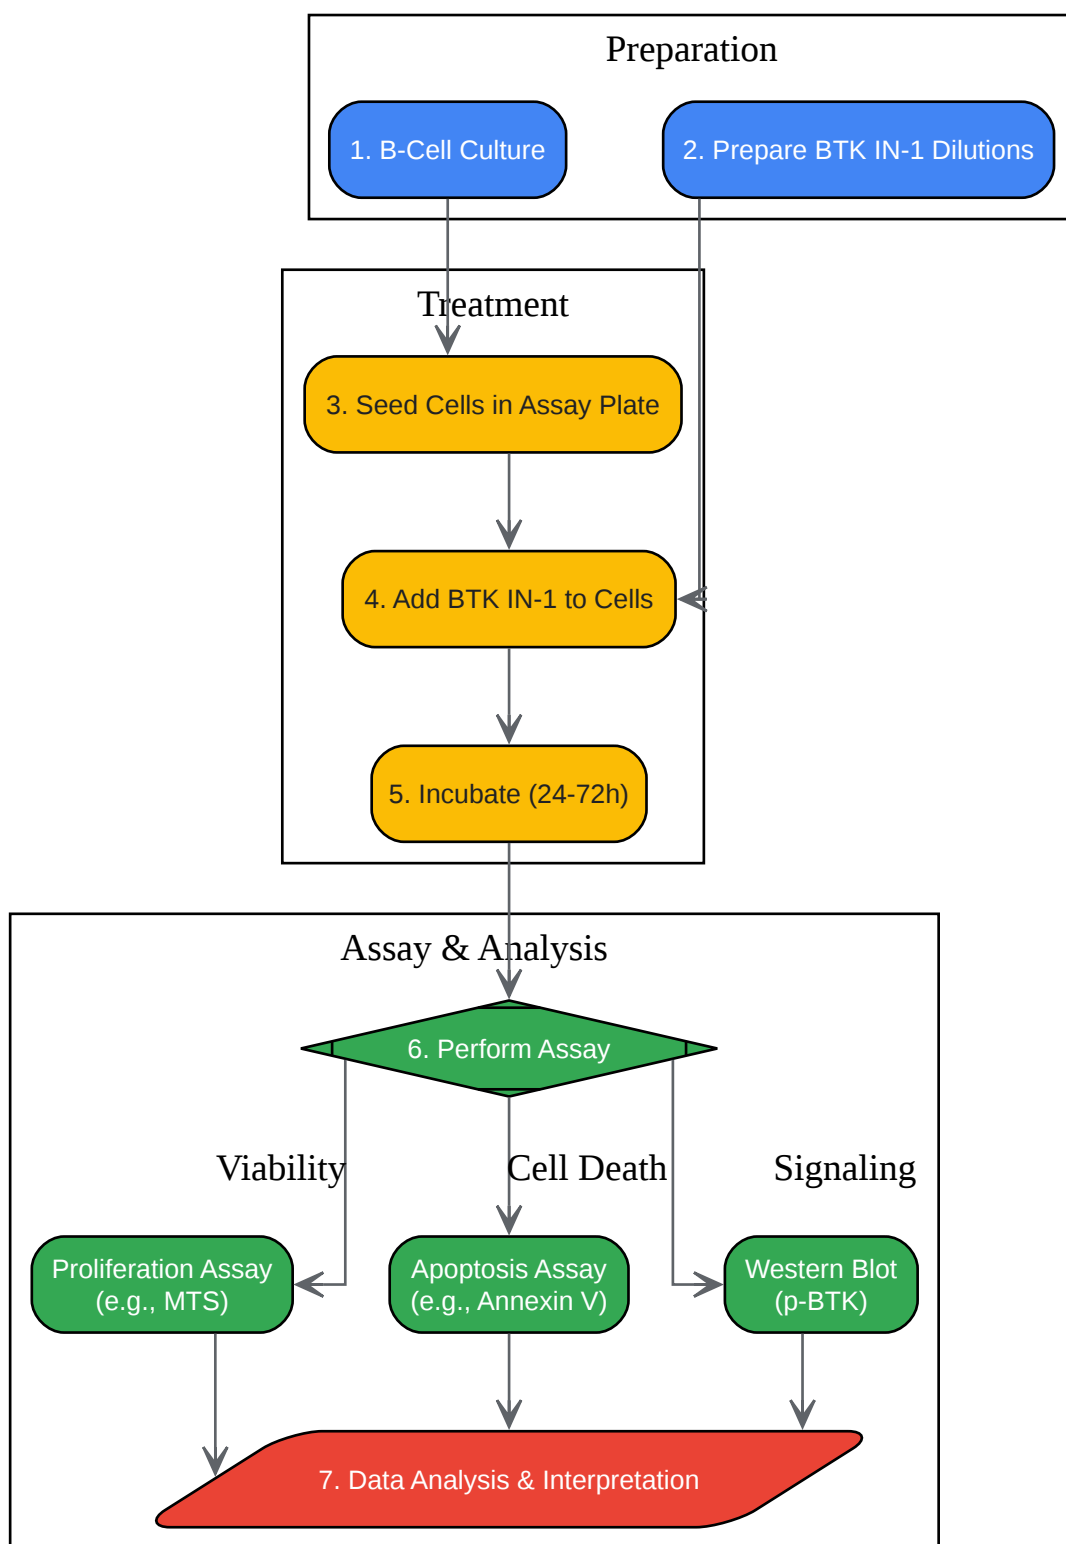 Preparation
1. B-Cell Culture
2. Prepare BTK IN-1 Dilutions
Treatment
3. Seed Cells in Assay Plate
4. Add BTK IN-1 to Cells
5. Incubate (24-72h)
Assay & Analysis
6. Perform Assay
Viability
Cell Death
Signaling
Proliferation Assay
(e.g., MTS)
Apoptosis Assay
(e.g., Annexin V)
Western Blot
(p-BTK)
7. Data Analysis & Interpretation